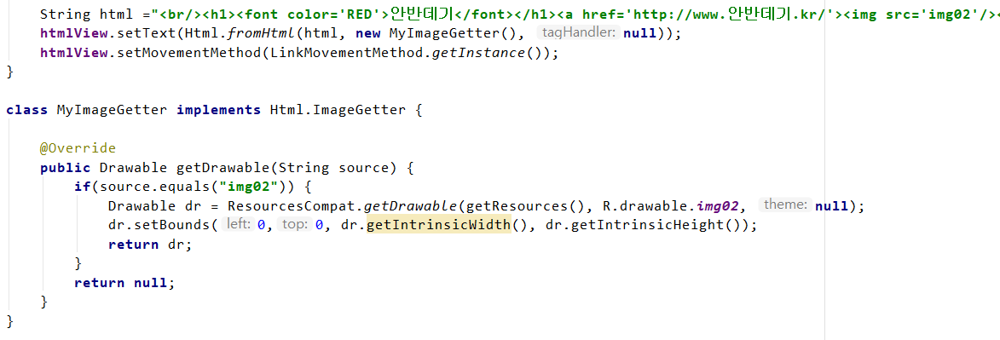 String html ="<br/><h1><font color='RED'>안반데기</font></h1><a href='http://www.안반데기.kr/'><img src='img02'/><
htmlView.setText(Html.fromHtml(html, new MyImageGetter(), tagHandler: null));
htmlView.setMovementMethod(LinkMovementMethod.getInstance());
}
class MyImageGetter implements Html.ImageGetter {
@Override
public Drawable getDrawable(String source) {
if(source.equals("img02")) {
Drawable dr = ResourcesCompat.getDrawable(getResources(), R.drawable.img02, theme: null);
dr.setBounds( left: 0, top: 0, dr.getIntrinsicWidth(), dr.getIntrinsicHeight());
return dr;
}
return null;
}
}